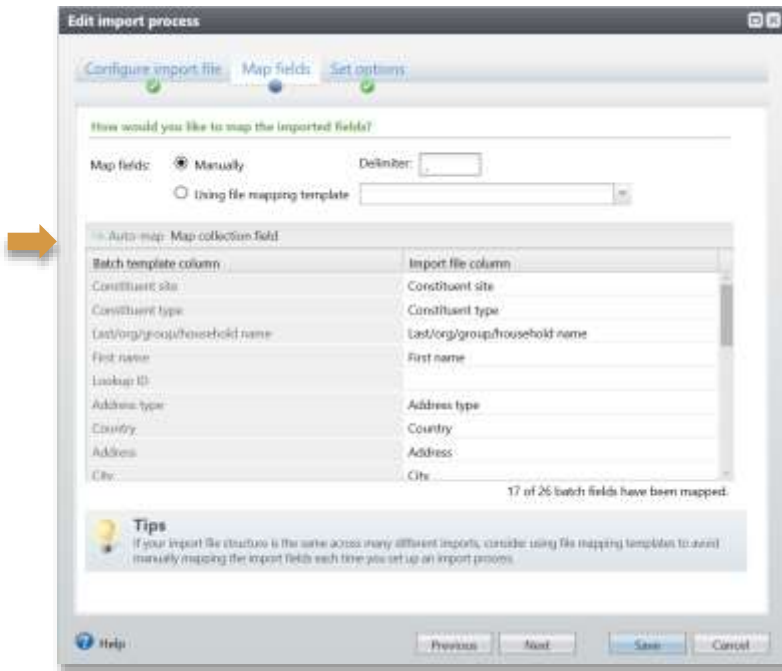 Edit import process
Configure import file Map fields Set options
How would you like to map the imported fields?
Map fields: Manually Delimiter: ,
Using file mapping template
Auto-map Map collection field
Batch template column Import file column
Constituent site Constituent site
Constituent type Constituent type
Last/org/group/household name Last/org/group/household name
First name First name
Lookup ID
Address type Address type
Country Country
Address Address
City City
17 of 26 batch fields have been mapped.
Tips
If your import file structure is the same across many different imports, consider using file mapping templates to avoid
manually mapping the import fields each time you set up an import process.
Help Previous Next Save Cancel